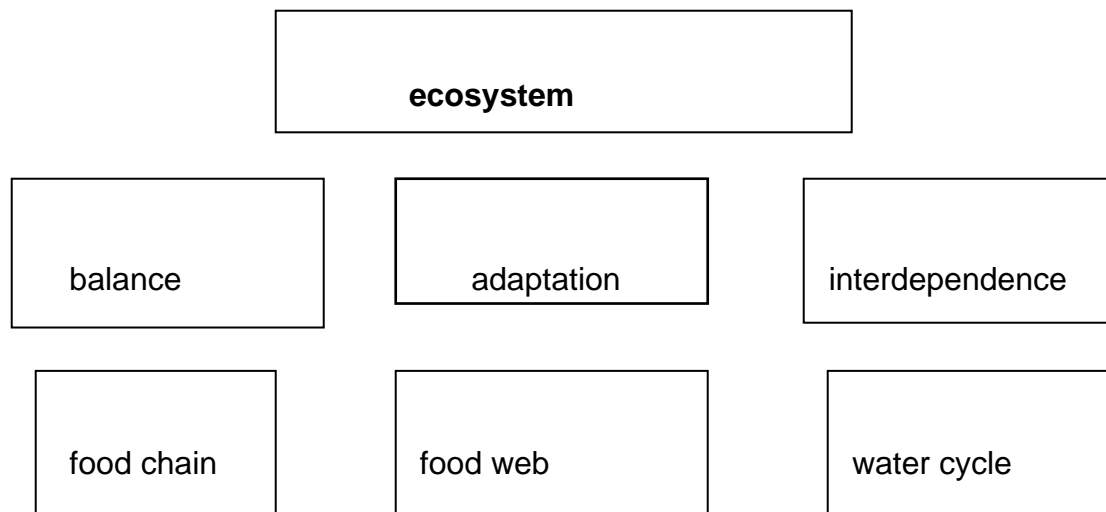 ecosystem
balance adaptation interdependence
food chain food web water cycle